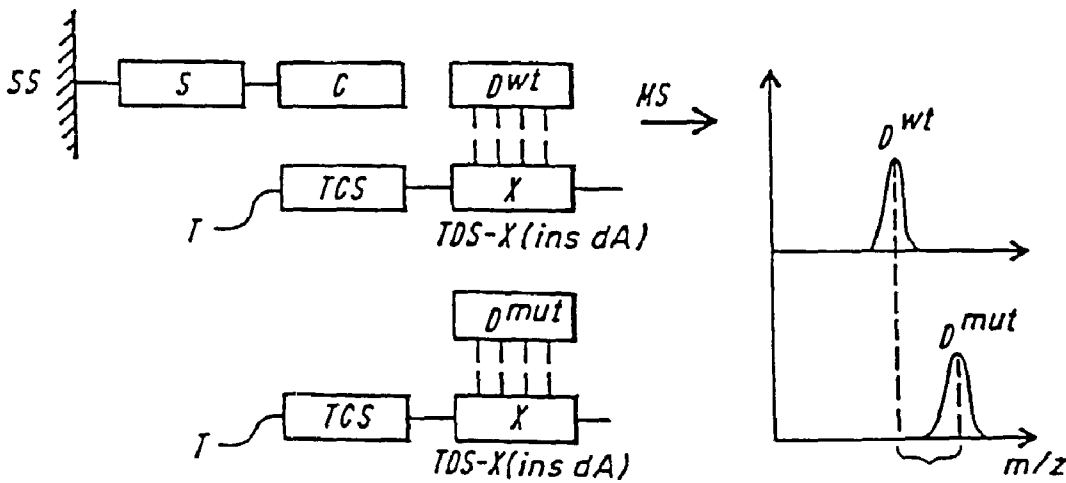 SS
S
C
D wt
MS
T
TCS
X
TDS-X(ins dA)
D mut
T
TCS
X
TDS-X(ins dA)
D wt
D mut
m/z